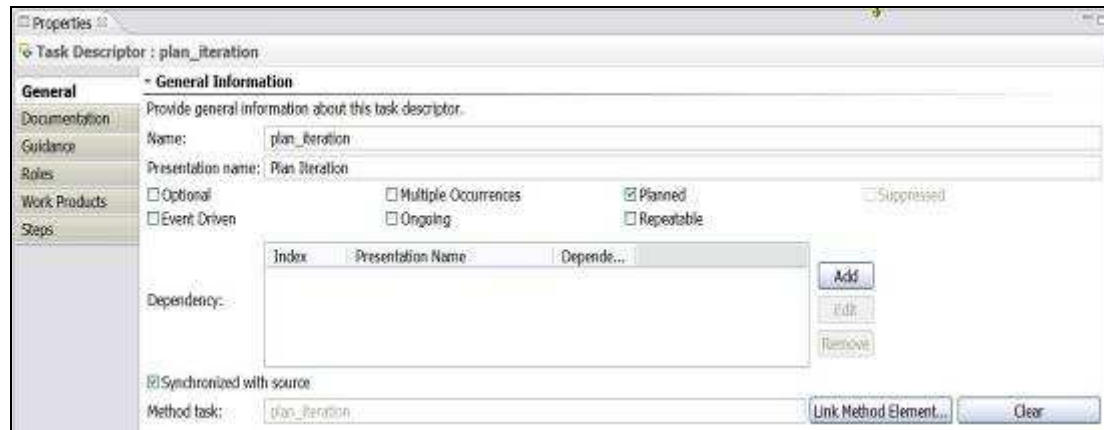 Properties
Task Descriptor : plan_iteration
General
Documentation
Guidance
Roles
Work Products
Steps
General Information
Provide general information about this task descriptor.
Name: plan_iteration
Presentation name: Plan Iteration
Optional Multiple Occurrences Planned Suppressed
Event Driven Ongoing Repeatable
Index Presentation Name Depende...
Dependency:
Add
Edit
Remove
Synchronized with source
Method task: plan_iteration Link Method Element... Clear